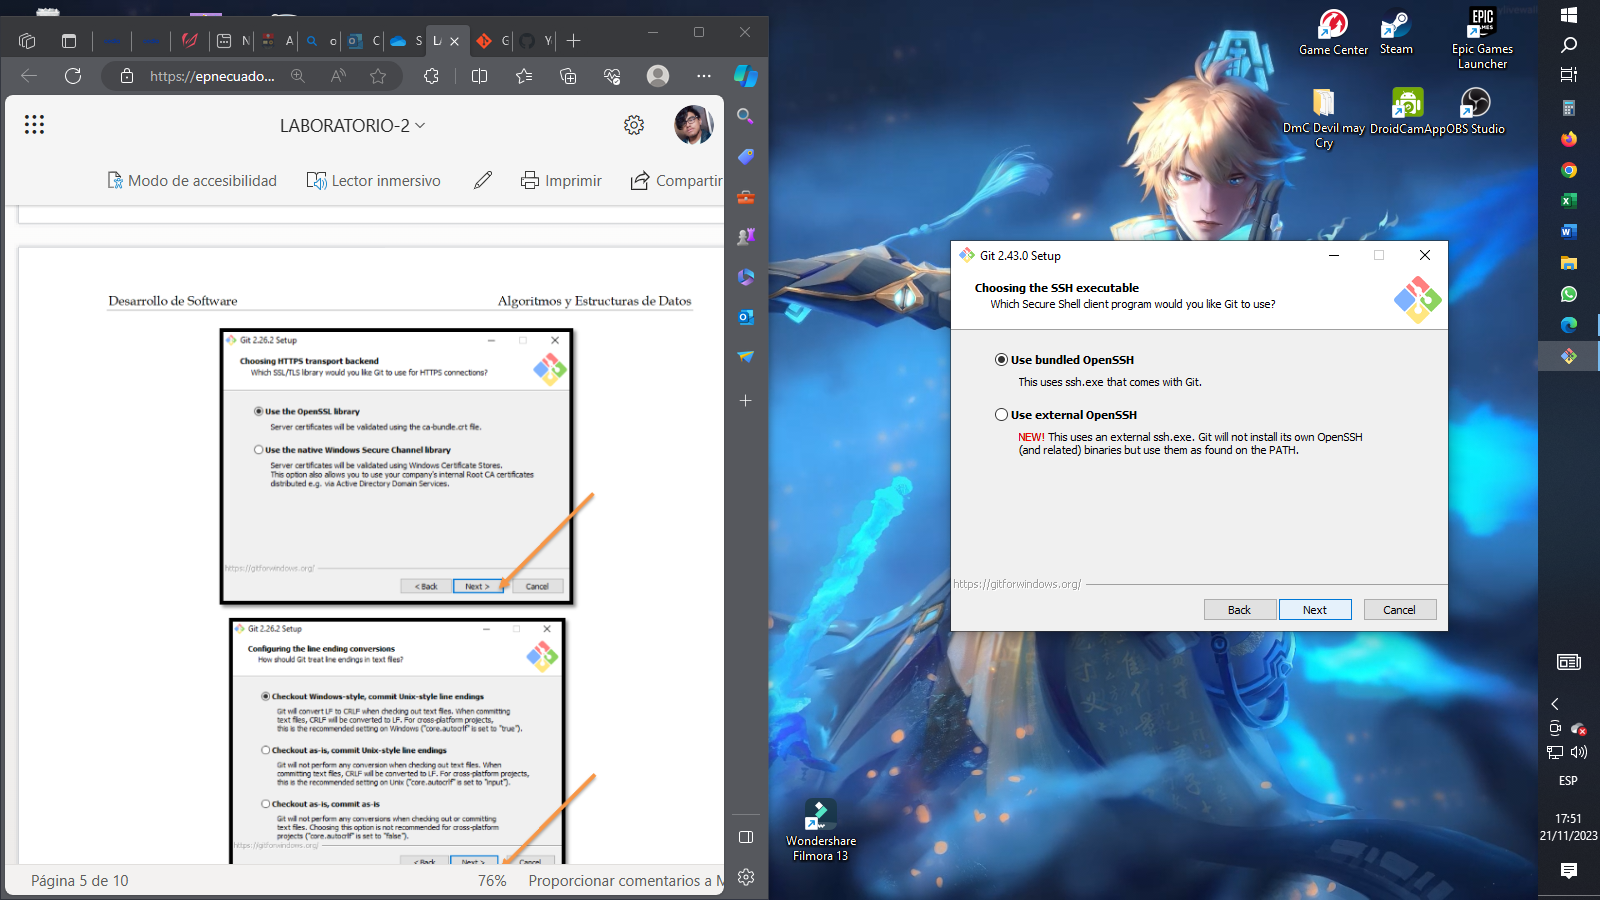 https://epnecuado...
LABORATORIO-2
Modo de accesibilidad
Lector inmersivo
Imprimir
Compartir
Desarrollo de Software
Algoritmos y Estructuras de Datos
Git 2.26.2 Setup
Choosing HTTPS transport backend
Which SSL/TLS library would you like Git to use for HTTPS connections?
Use the OpenSSL library
Server certificates will be validated using the ca-bundle.crt file.
Use the native Windows Secure Channel library
Server certificates will be validated using Windows Certificate Stores.
This option also allows you to use your company's internal Root CA certificates
distributed e.g. via Active Directory Domain Services.
https://gitforwindows.org/
< Back
Next >
Cancel
Git 2.26.2 Setup
Configuring the line ending conversions
How should Git treat line endings in text files?
Checkout Windows-style, commit Unix-style line endings
Git will convert LF to CRLF when checking out text files. When committing
text files, CRLF will be converted to LF. For cross-platform projects,
this is the recommended setting on Windows ("core.autocrlf" is set to "true").
Checkout as-is, commit Unix-style line endings
Git will not perform any conversion when checking out text files. When
committing text files, CRLF will be converted to LF. For cross-platform projects,
this is the recommended setting on Unix ("core.autocrlf" is set to "input").
Checkout as-is, commit as-is
Git will not perform any conversions when checking out or committing
text files. Choosing this option is not recommended for cross-platform
projects ("core.autocrlf" is set to "false").
https://gitforwindows.org/
< Back
Next >
Cancel
Página 5 de 10
76%
Proporcionar comentarios a M
Game Center
Steam
EPIC GAMES
Epic Games Launcher
DmC Devil may Cry
DroidCamApp
OBS Studio
Git 2.43.0 Setup
Choosing the SSH executable
Which Secure Shell client program would you like Git to use?
Use bundled OpenSSH
This uses ssh.exe that comes with Git.
Use external OpenSSH
NEW! This uses an external ssh.exe. Git will not install its own OpenSSH
(and related) binaries but use them as found on the PATH.
https://gitforwindows.org/
Back
Next
Cancel
Wondershare
Filmora 13
ESP
17:51
21/11/2023